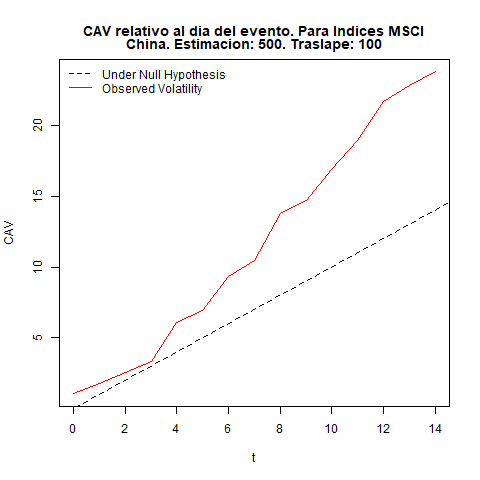 CAV relativo al dia del evento. Para Indices MSCI
China. Estimacion: 500. Traslape: 100
Under Null Hypothesis
Observed Volatility
20
15
10
5
CAV
0 2 4 6 8 10 12 14
t